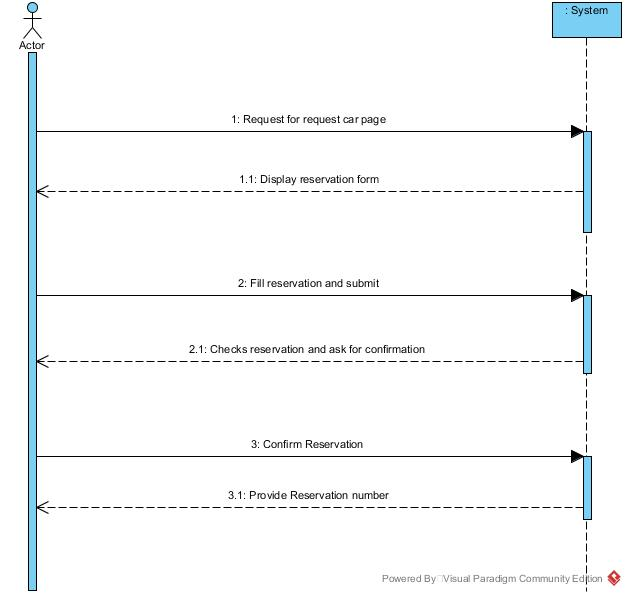 : System
Actor
1: Request for request car page
1.1: Display reservation form
2: Fill reservation and submit
2.1: Checks reservation and ask for confirmation
3: Confirm Reservation
3.1: Provide Reservation number
Powered By Visual Paradigm Community Edition